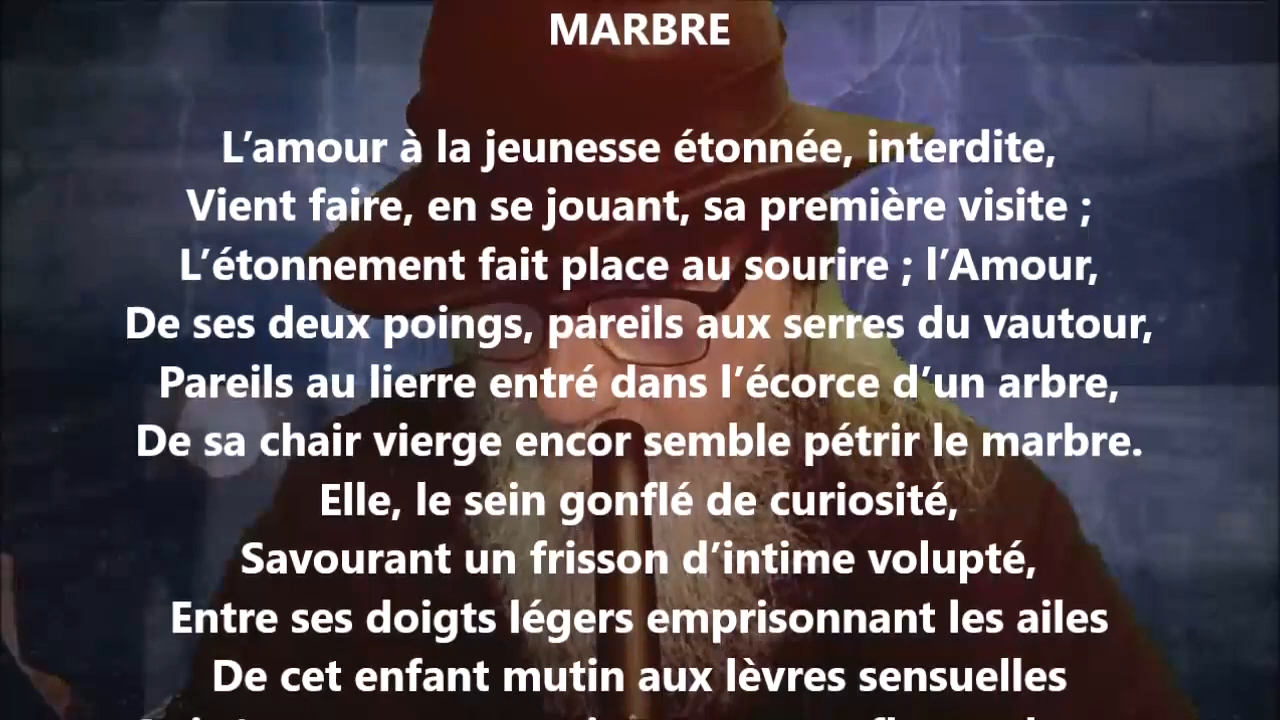 MARBRE
L’amour à la jeunesse étonnée, interdite,
Vient faire, en se jouant, sa première visite ;
L’étonnement fait place au sourire ; l’Amour,
De ses deux poings, pareils aux serres du vautour,
Pareils au lierre entré dans l’écorce d’un arbre,
De sa chair vierge encor semble pétrir le marbre.
Elle, le sein gonflé de curiosité,
Savourant un frisson d’intime volupté,
Entre ses doigts légers emprisonnant les ailes
De cet enfant mutin aux lèvres sensuelles